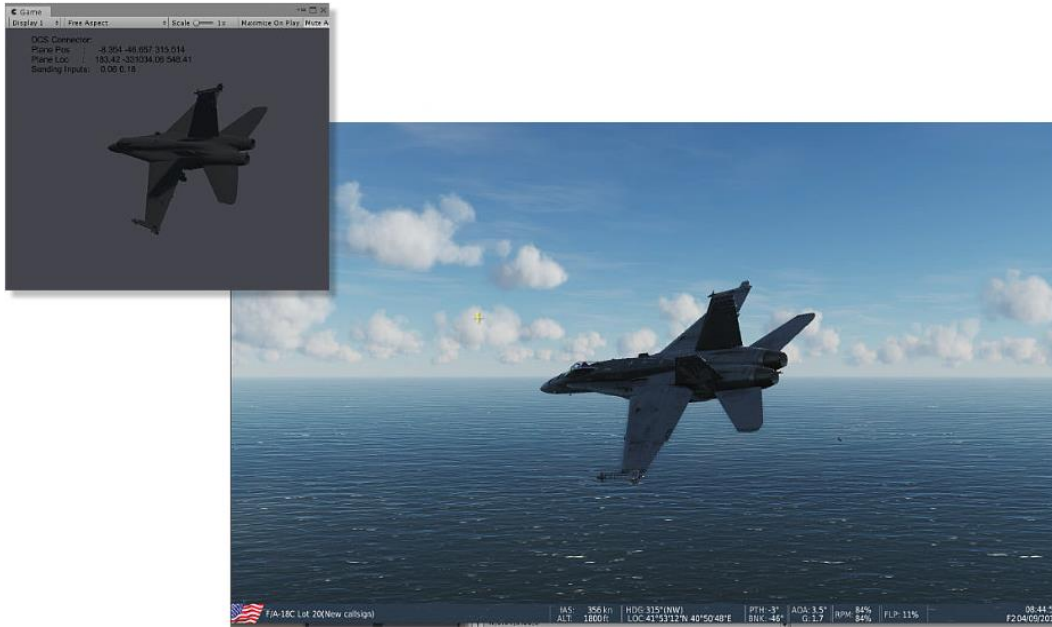 Game
Display 1 Free Aspect Scale 1x Maximize On Play Mute A
DCS Connector:
Plane Pos : -8.364 -46.657 315.514
Plane Loc : 183.42 -321034.06 548.41
Sending Inputs: 0.06 0.18
F/A-18C Lot 20(New callsign)
IAS: 356 kn HDG: 315°(NW) PTH: -3° AOA: 3.5° RPM: 84% FLP: 11% 08:44:5
ALT: 1800 ft LOC: 41°53'12"N 40°50'48"E BNK: -46° G: 1.7 84% F2 04/09/20